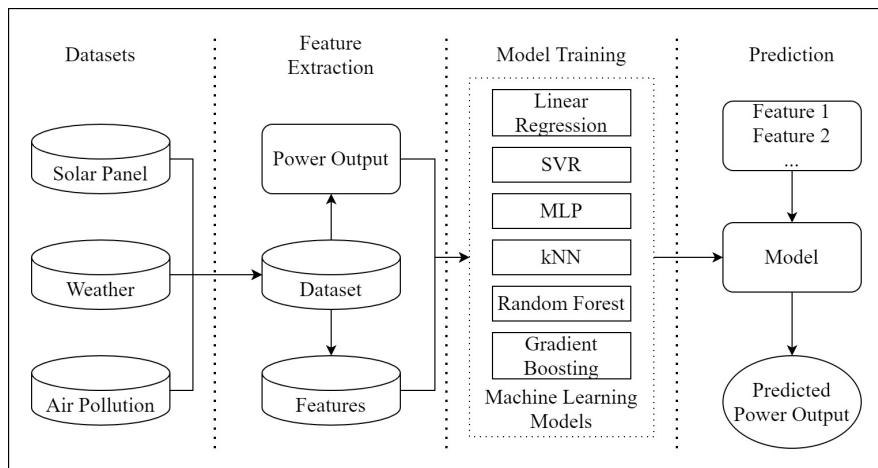 Datasets
Solar Panel
Weather
Air Pollution
Feature
Extraction
Power Output
Dataset
Features
Model Training
Linear
Regression
SVR
MLP
kNN
Random Forest
Gradient
Boosting
Machine Learning
Models
Prediction
Feature 1
Feature 2
...
Model
Predicted
Power Output